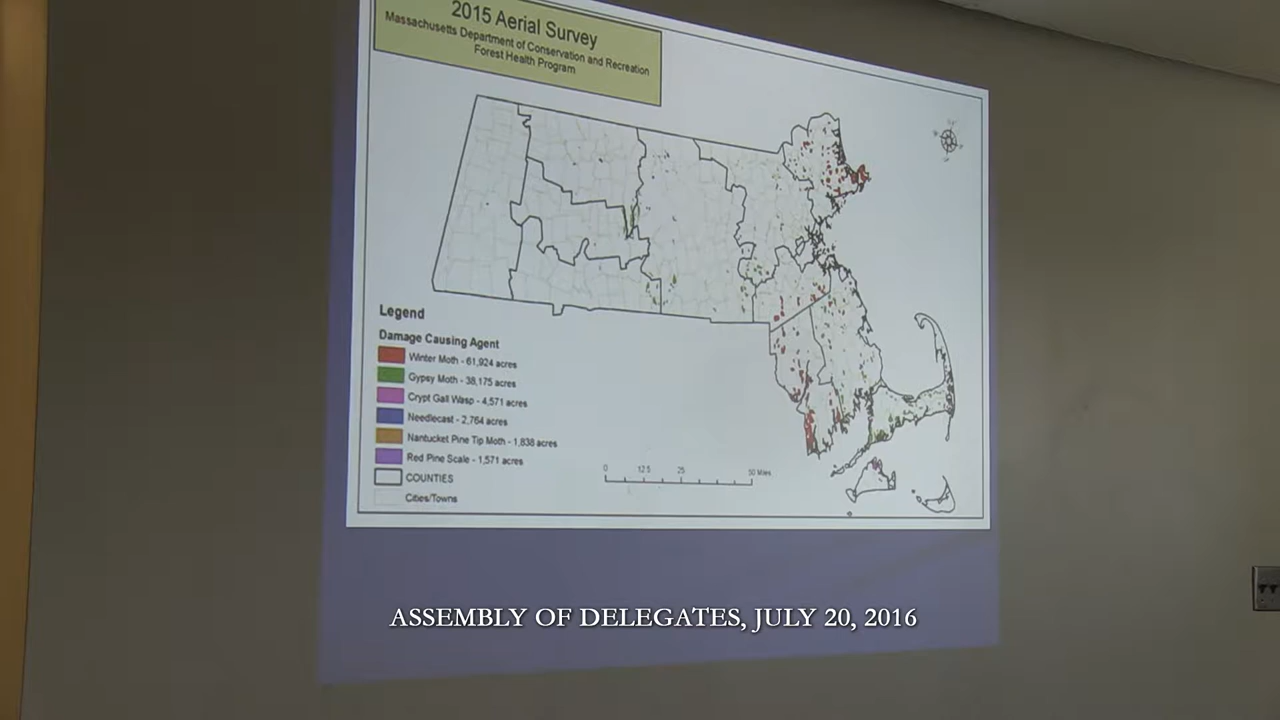 2015 Aerial Survey
Massachusetts Department of Conservation and Recreation
Forest Health Program
Legend
Damage Causing Agent
Winter Moth - 61,924 acres
Gypsy Moth - 38,175 acres
Crypt Gall Wasp - 4,571 acres
Needlecast - 2,764 acres
Nantucket Pine Tip Moth - 1,838 acres
Red Pine Scale - 1,571 acres
COUNTIES
Cities/Towns
0 12.5 25 50 Miles
ASSEMBLY OF DELEGATES, JULY 20, 2016